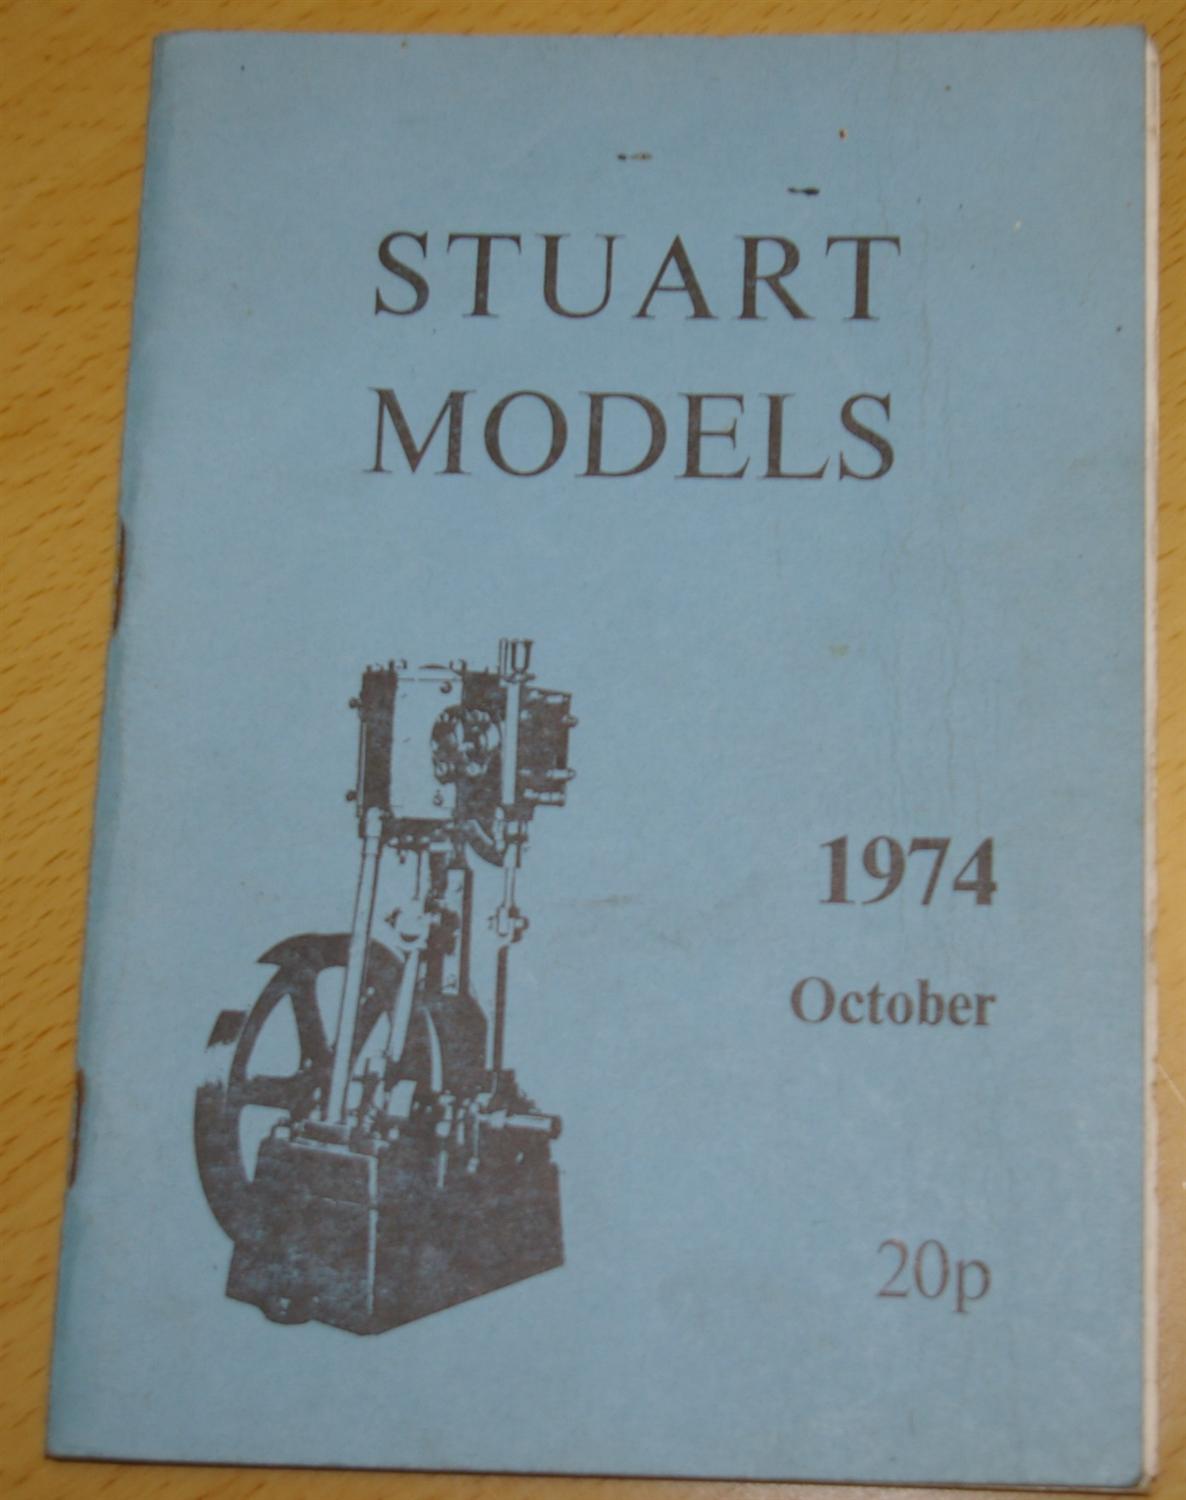 STUART
MODELS
1974
October
20p